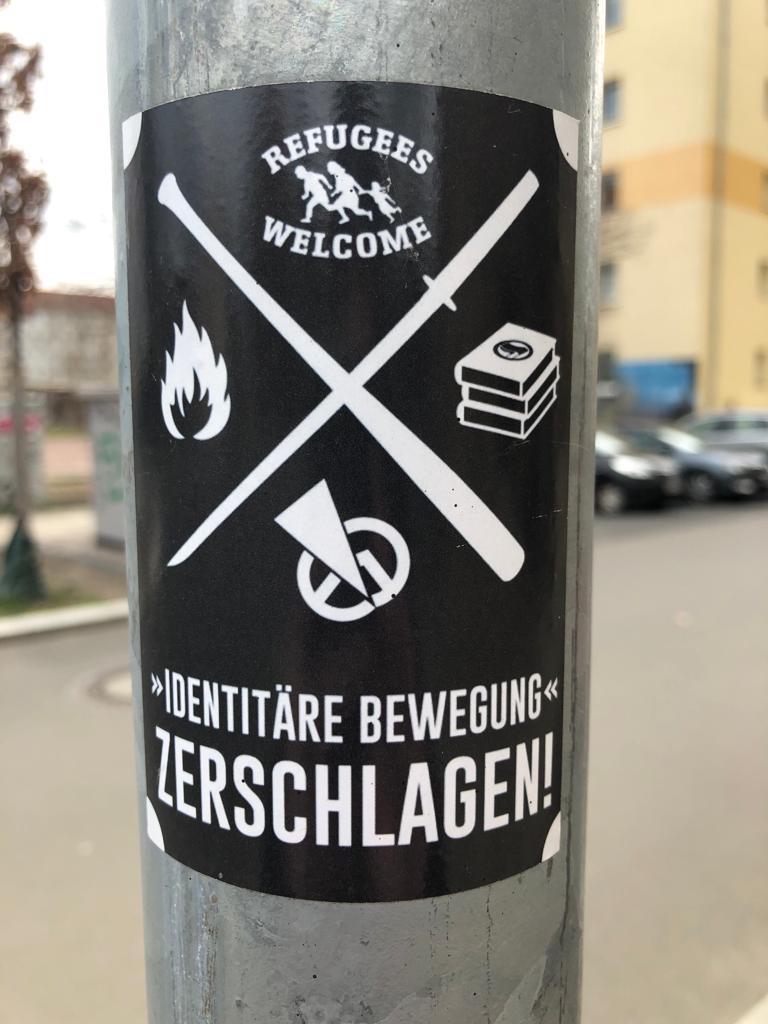 REFUGEES
WELCOME
»IDENTITÄRE BEWEGUNG«
ZERSCHLAGEN!